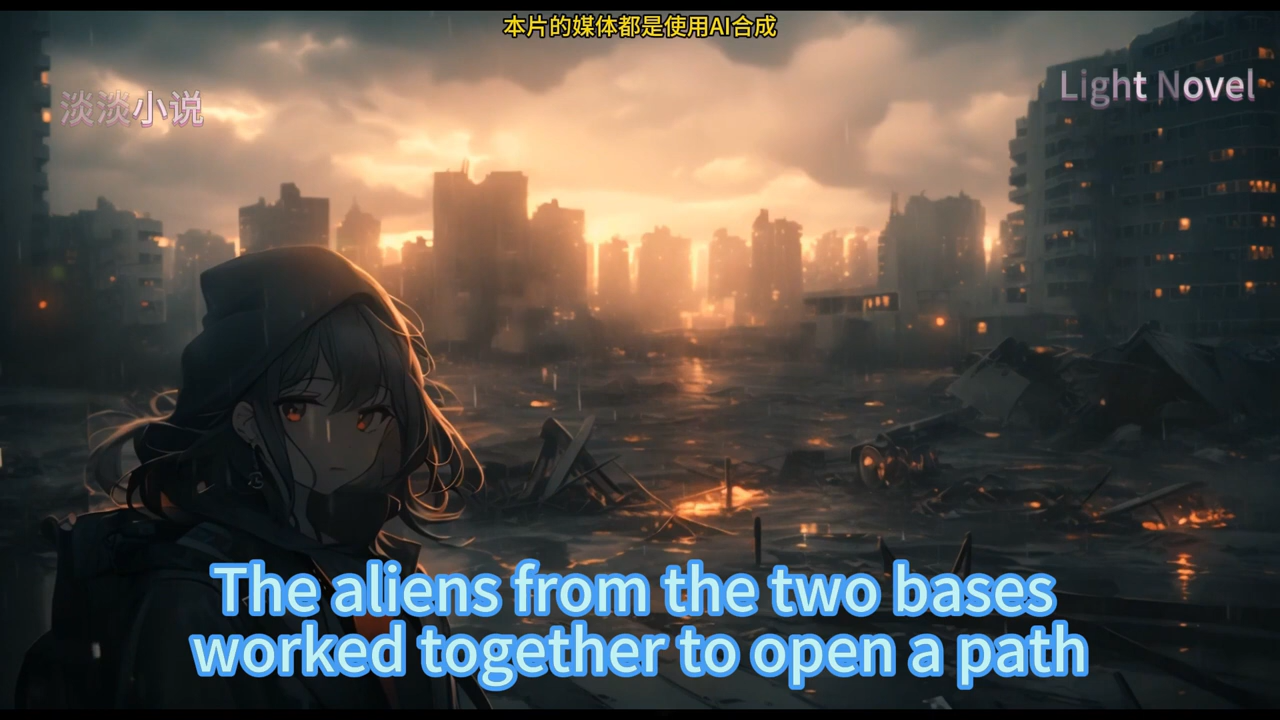 本片的媒体都是使用AI合成
淡淡小说
Light Novel
The aliens from the two bases
worked together to open a path